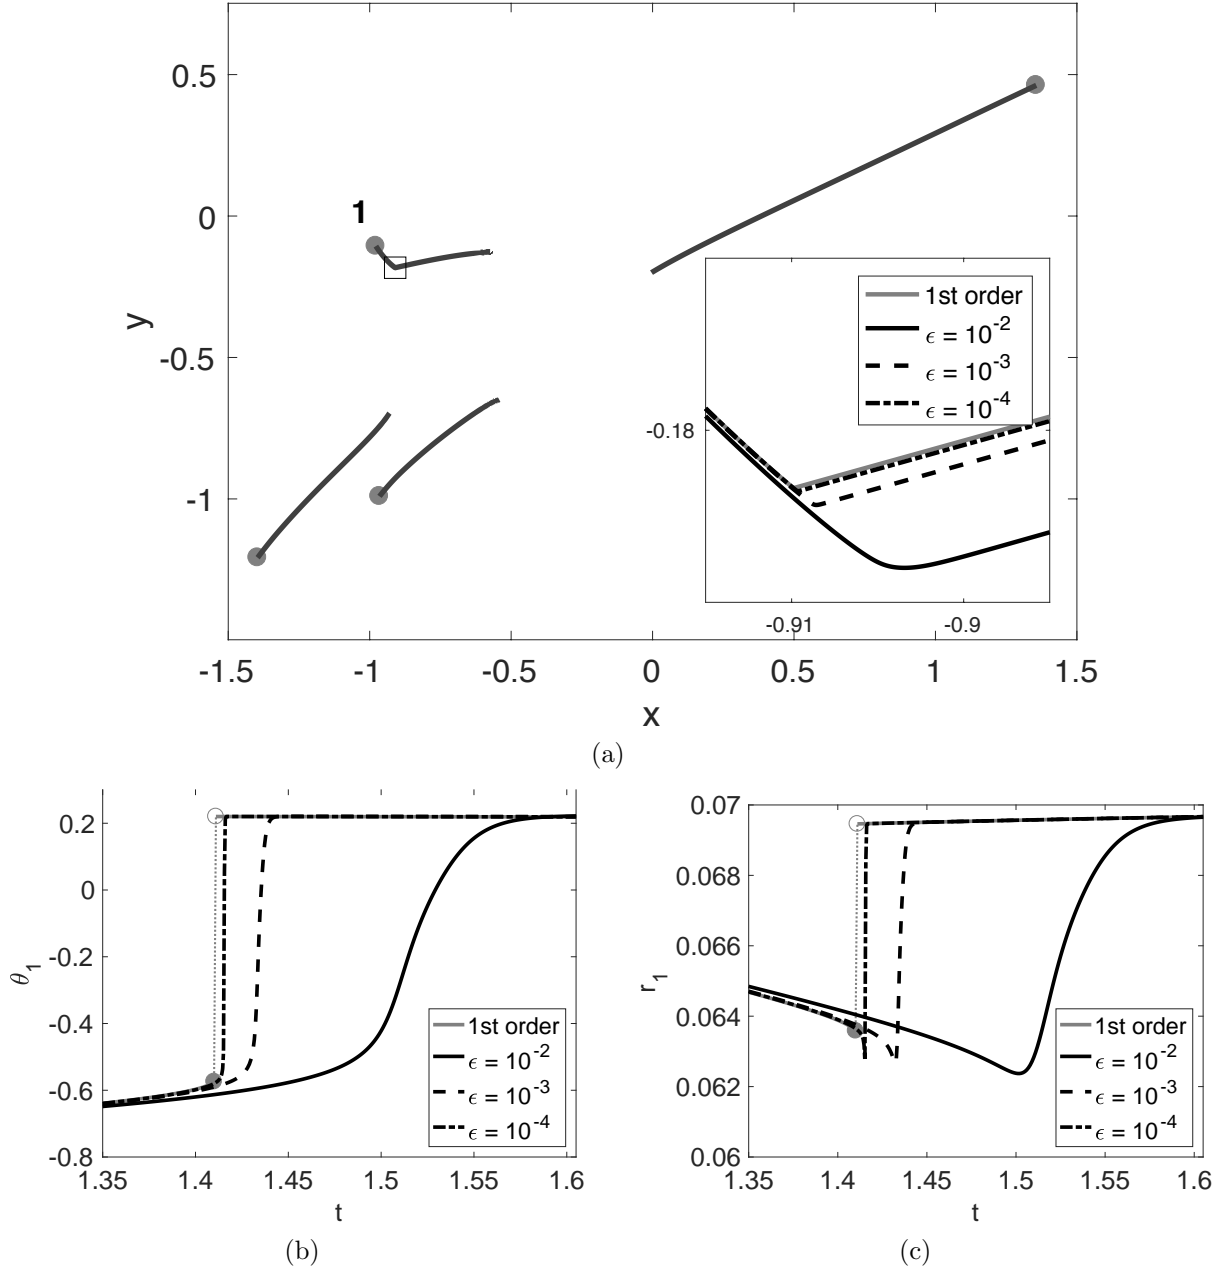 0.5
0
-0.5
-1
y
1
1st order
ϵ = 10⁻²
ϵ = 10⁻³
ϵ = 10⁻⁴
-0.18
-0.91 -0.9
-1.5 -1 -0.5 0 0.5 1 1.5
x
(a)
0.2
0
-0.2
-0.4
-0.6
-0.8
θ₁
1st order
ϵ = 10⁻²
ϵ = 10⁻³
ϵ = 10⁻⁴
1.35 1.4 1.45 1.5 1.55 1.6
t
(b)
0.07
0.068
0.066
0.064
0.062
0.06
r₁
1st order
ϵ = 10⁻²
ϵ = 10⁻³
ϵ = 10⁻⁴
1.35 1.4 1.45 1.5 1.55 1.6
t
(c)